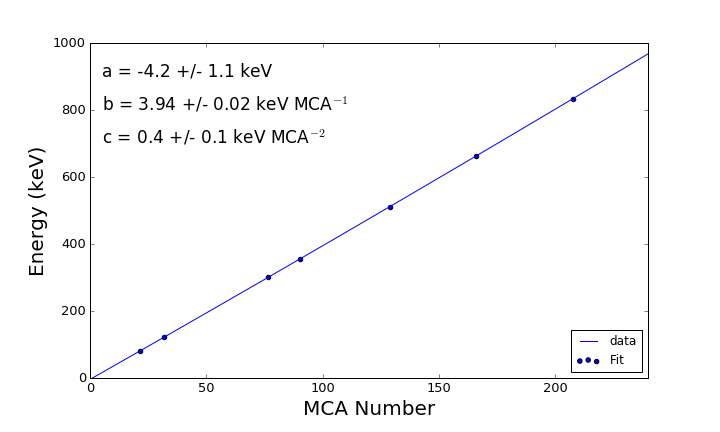 1000
800
600
400
200
0
Energy (keV)
a = -4.2 +/- 1.1 keV
b = 3.94 +/- 0.02 keV MCA⁻¹
c = 0.4 +/- 0.1 keV MCA⁻²
data
Fit
0 50 100 150 200
MCA Number